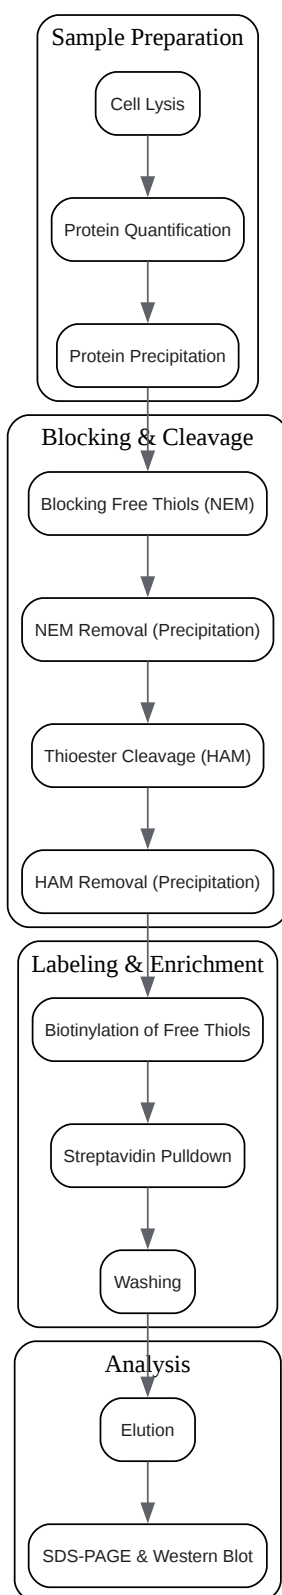 Sample Preparation
Cell Lysis
Protein Quantification
Protein Precipitation
Blocking & Cleavage
Blocking Free Thiols (NEM)
NEM Removal (Precipitation)
Thioester Cleavage (HAM)
HAM Removal (Precipitation)
Labeling & Enrichment
Biotinylation of Free Thiols
Streptavidin Pulldown
Washing
Analysis
Elution
SDS-PAGE & Western Blot